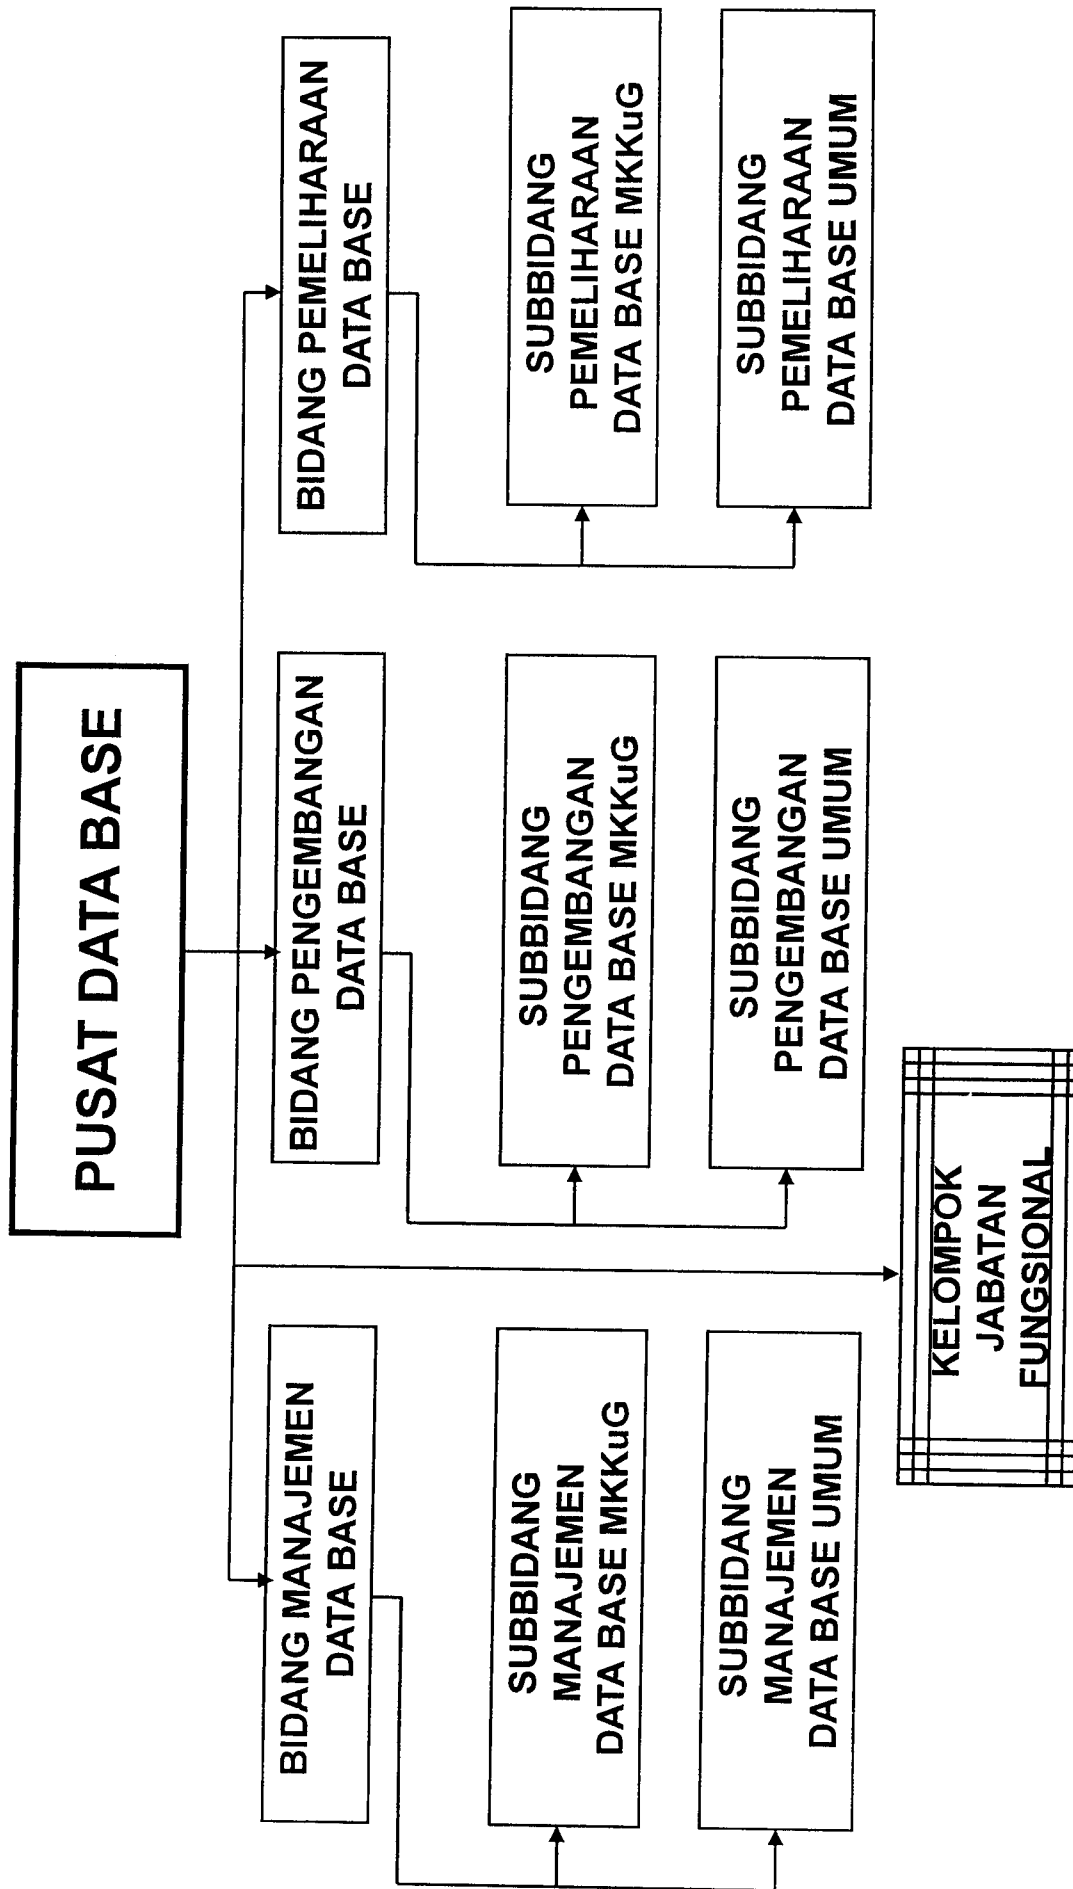 PUSAT DATA BASE
BIDANG MANAJEMEN
DATA BASE
BIDANG PENGEMBANGAN
DATA BASE
BIDANG PEMELIHARAAN
DATA BASE
SUBBIDANG
MANAJEMEN
DATA BASE MKKuG
SUBBIDANG
PENGEMBANGAN
DATA BASE MKKuG
SUBBIDANG
PEMELIHARAAN
DATA BASE MKKuG
SUBBIDANG
MANAJEMEN
DATA BASE UMUM
SUBBIDANG
PENGEMBANGAN
DATA BASE UMUM
SUBBIDANG
PEMELIHARAAN
DATA BASE UMUM
KELOMPOK
JABATAN
FUNGSIONAL